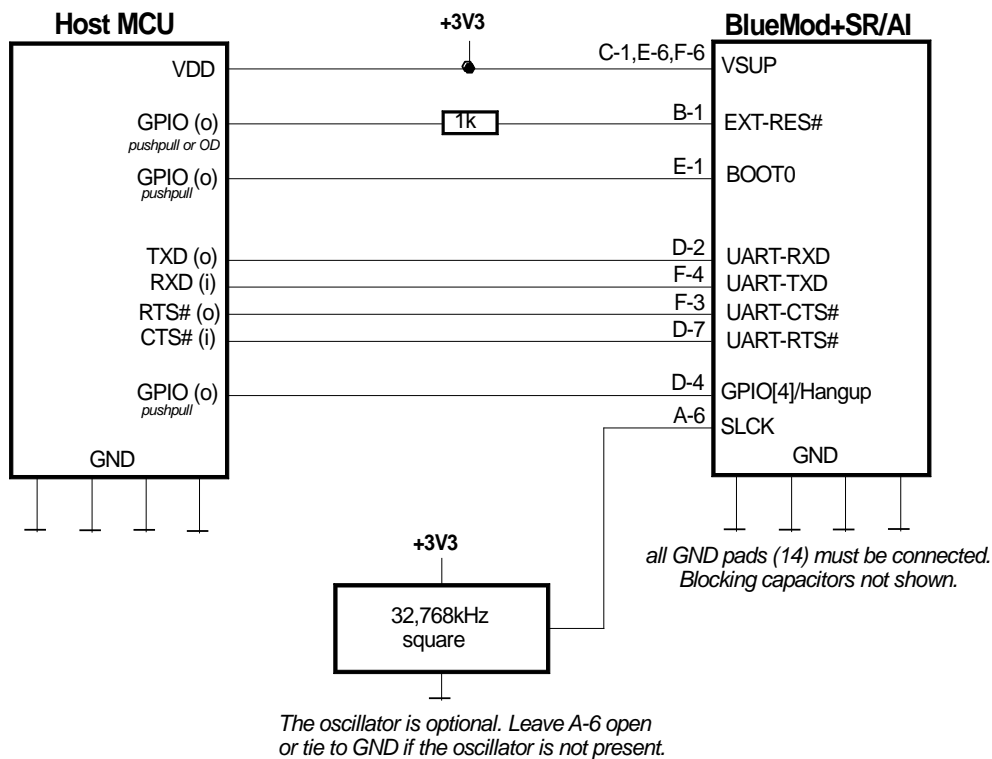 Host MCU
+3V3
BlueMod+SR/AI
VDD
C-1,E-6,F-6
VSUP
GPIO (o)
pushpull or OD
1k
B-1
EXT-RES#
GPIO (o)
pushpull
E-1
BOOT0
TXD (o)
D-2
UART-RXD
RXD (i)
F-4
UART-TXD
RTS# (o)
F-3
UART-CTS#
CTS# (i)
D-7
UART-RTS#
GPIO (o)
pushpull
D-4
GPIO[4]/Hangup
A-6
SLCK
GND
GND
all GND pads (14) must be connected.
Blocking capacitors not shown.
+3V3
32,768kHz
square
The oscillator is optional. Leave A-6 open
or tie to GND if the oscillator is not present.